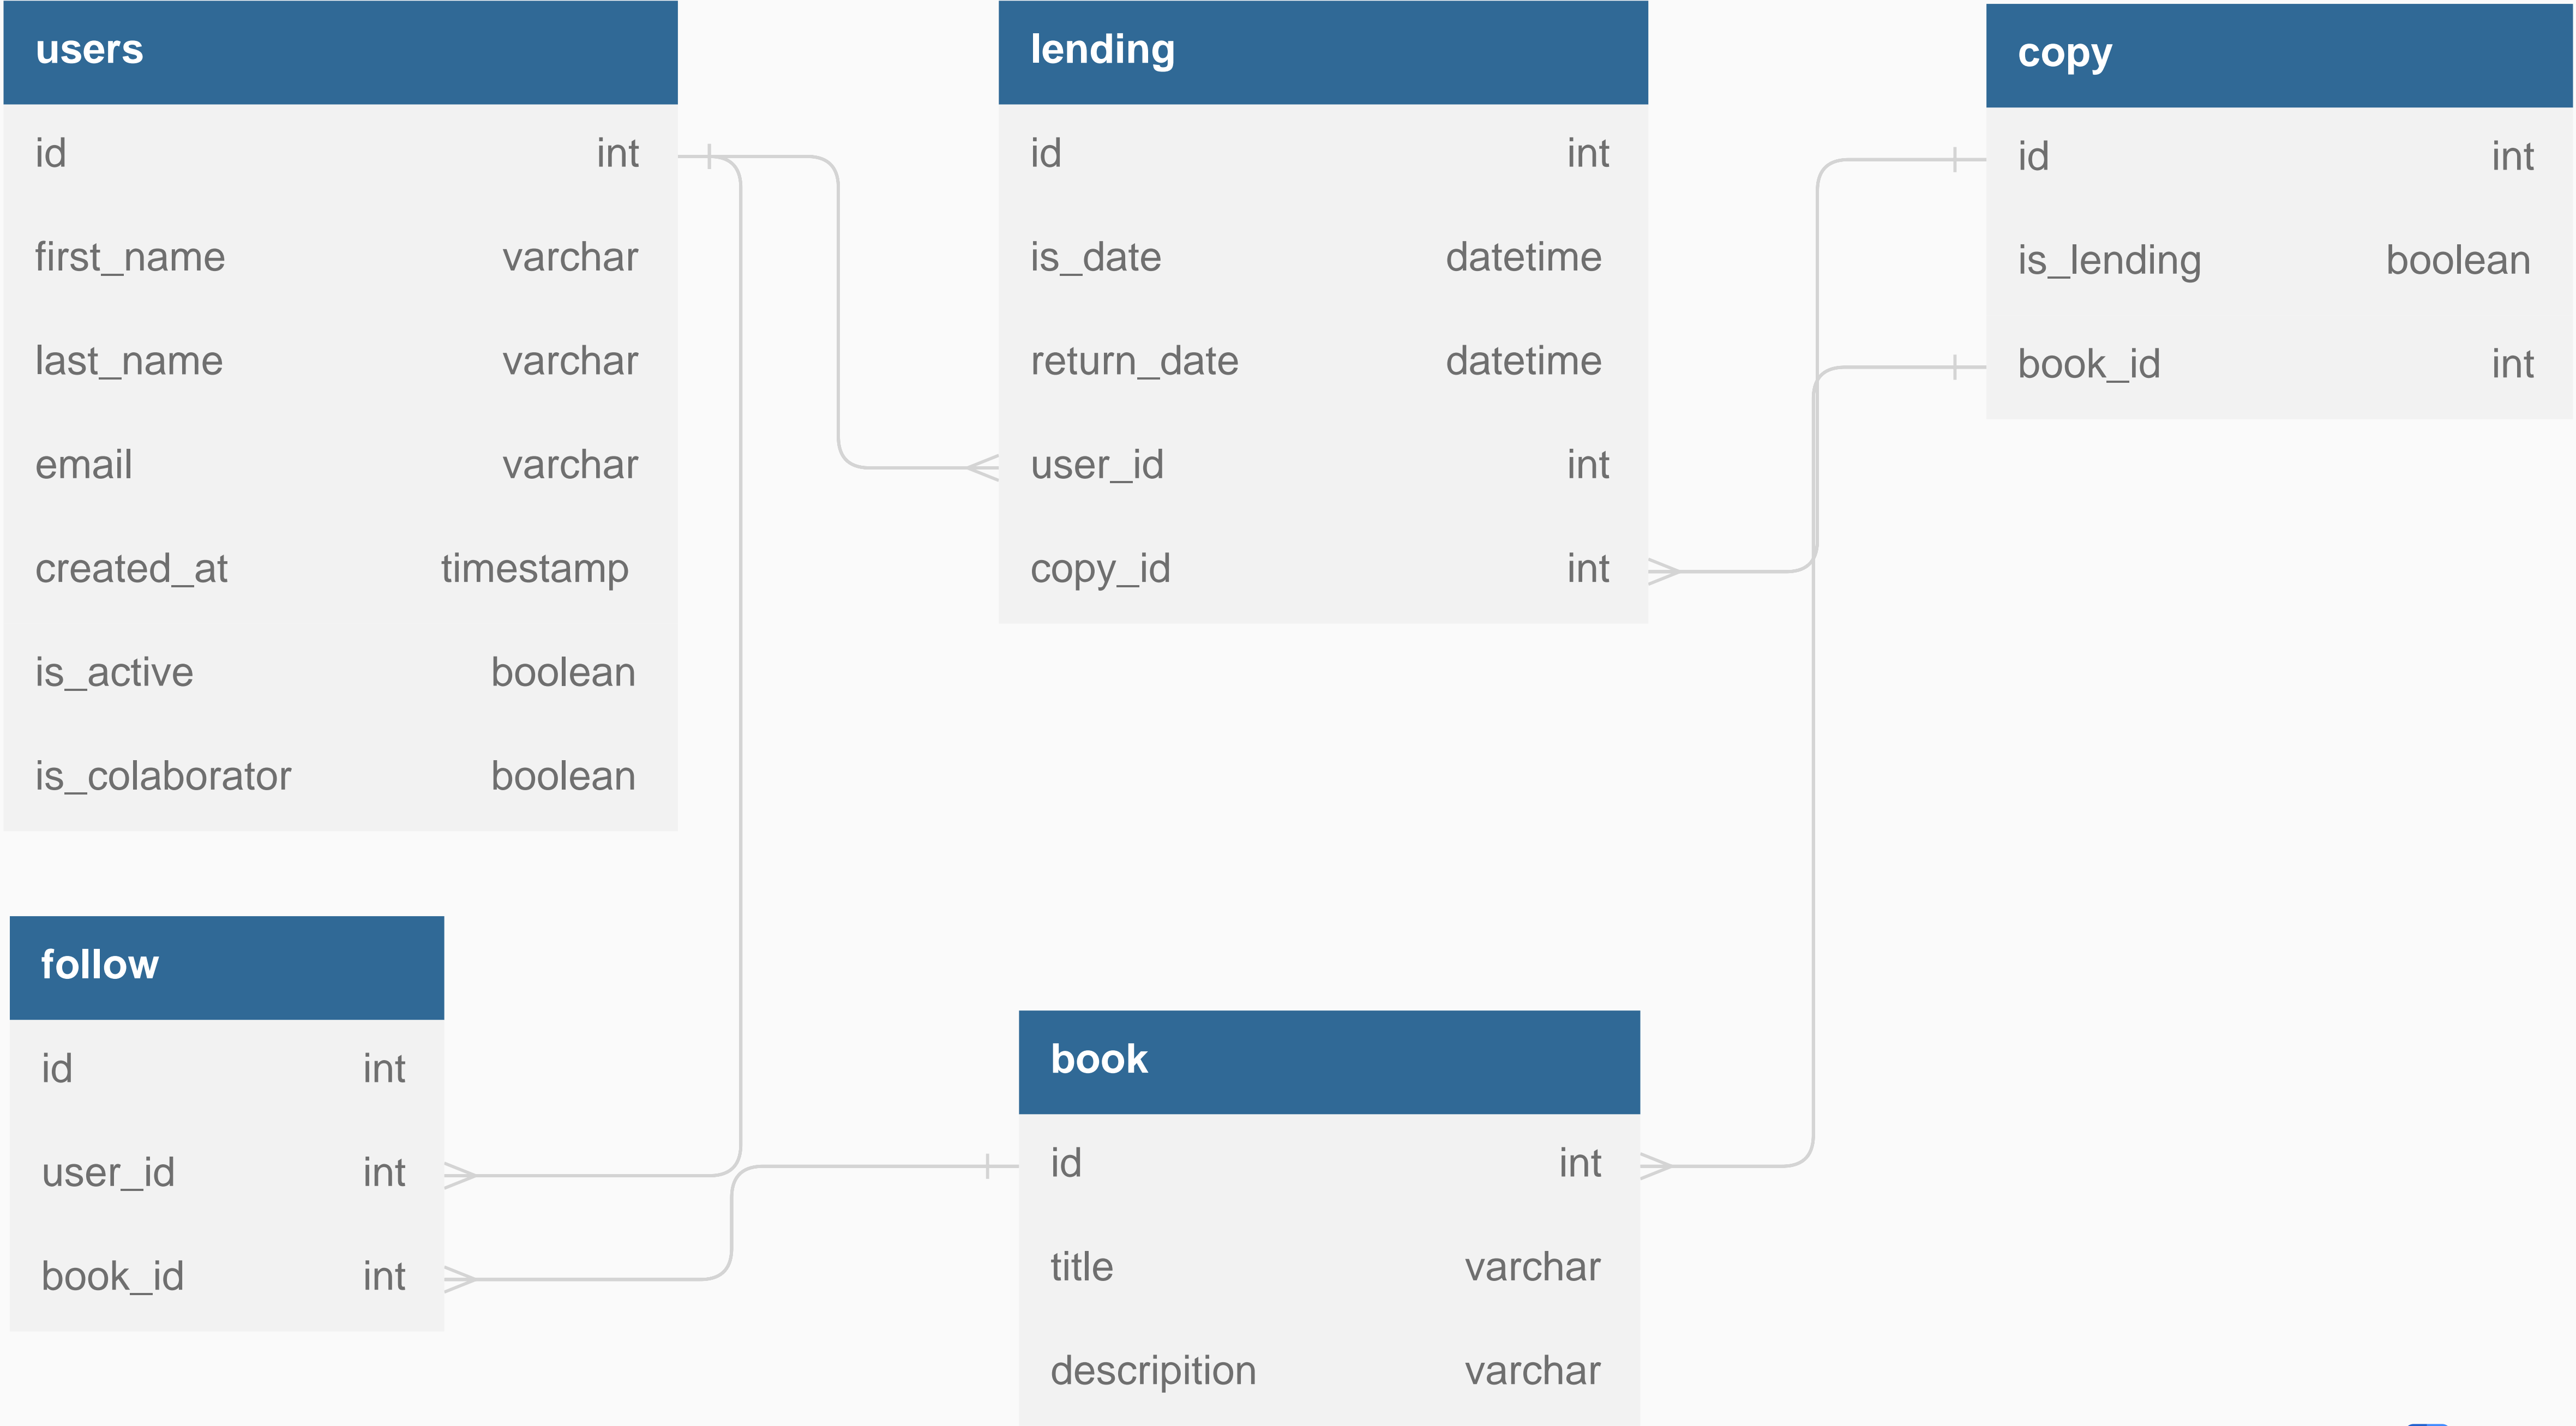 users
id int
first_name varchar
last_name varchar
email varchar
created_at timestamp
is_active boolean
is_colaborator boolean
lending
id int
is_date datetime
return_date datetime
user_id int
copy_id int
copy
id int
is_lending boolean
book_id int
follow
id int
user_id int
book_id int
book
id int
title varchar
descripition varchar